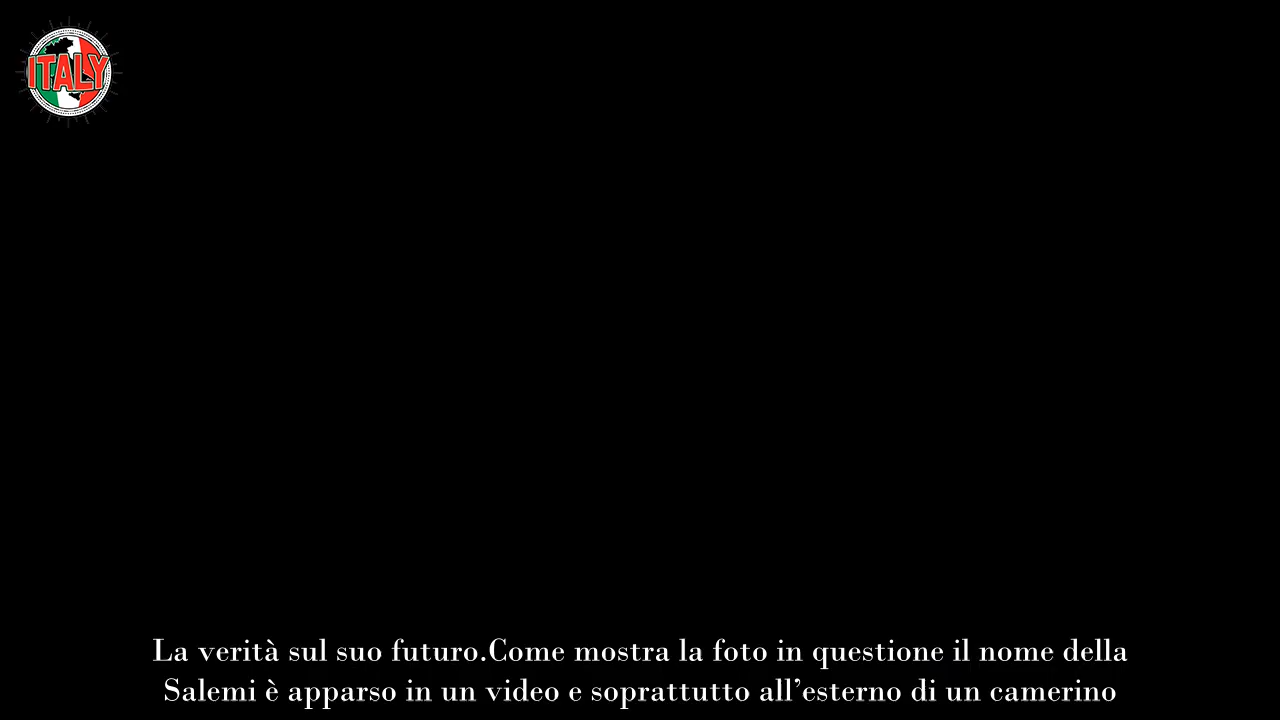 ITALY
La verità sul suo futuro.Come mostra la foto in questione il nome della
Salemi è apparso in un video e soprattutto all’esterno di un camerino